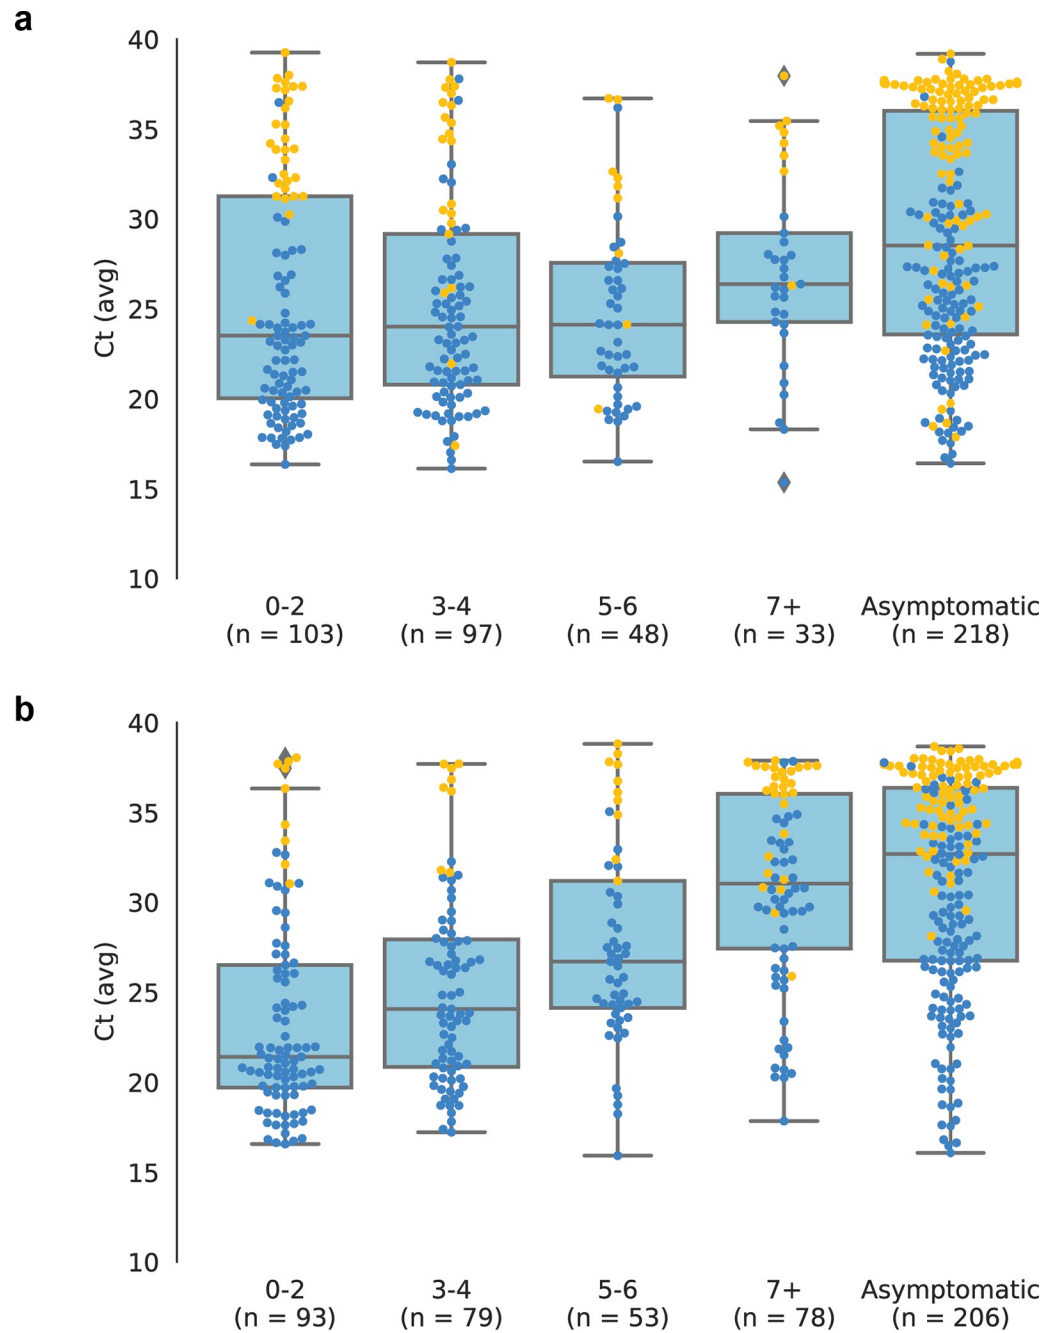 a
40
35
30
25
20
15
10
Ct (avg)
0-2 3-4 5-6 7+ Asymptomatic
(n = 103) (n = 97) (n = 48) (n = 33) (n = 218)
b
40
35
30
25
20
15
10
Ct (avg)
0-2 3-4 5-6 7+ Asymptomatic
(n = 93) (n = 79) (n = 53) (n = 78) (n = 206)